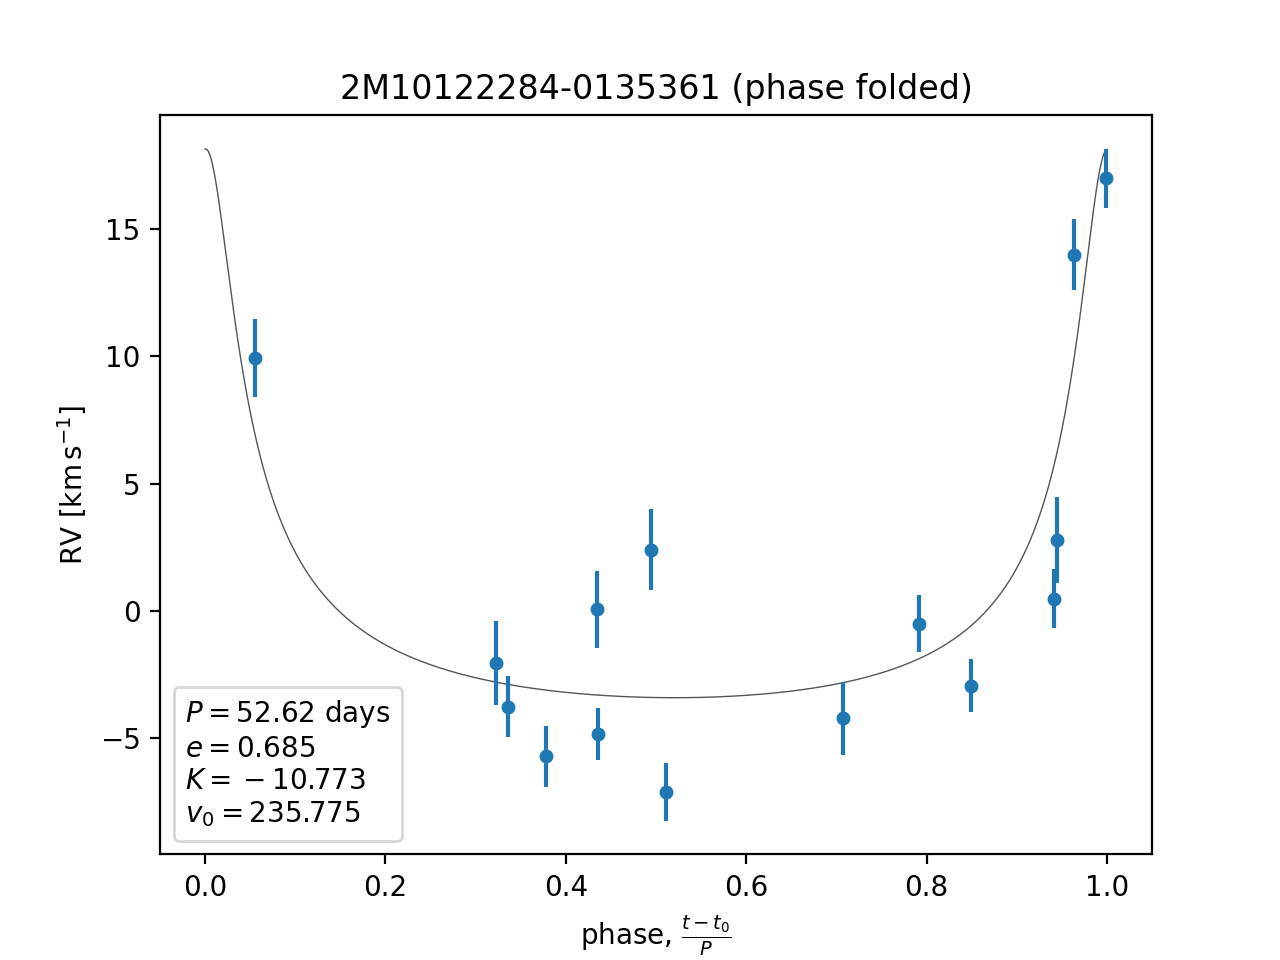 2M10122284-0135361 (phase folded)
RV [km s⁻¹]
15
10
5
0
−5
P = 52.62 days
e = 0.685
K = −10.773
v₀ = 235.775
0.0 0.2 0.4 0.6 0.8 1.0
phase, (t − t₀)/P